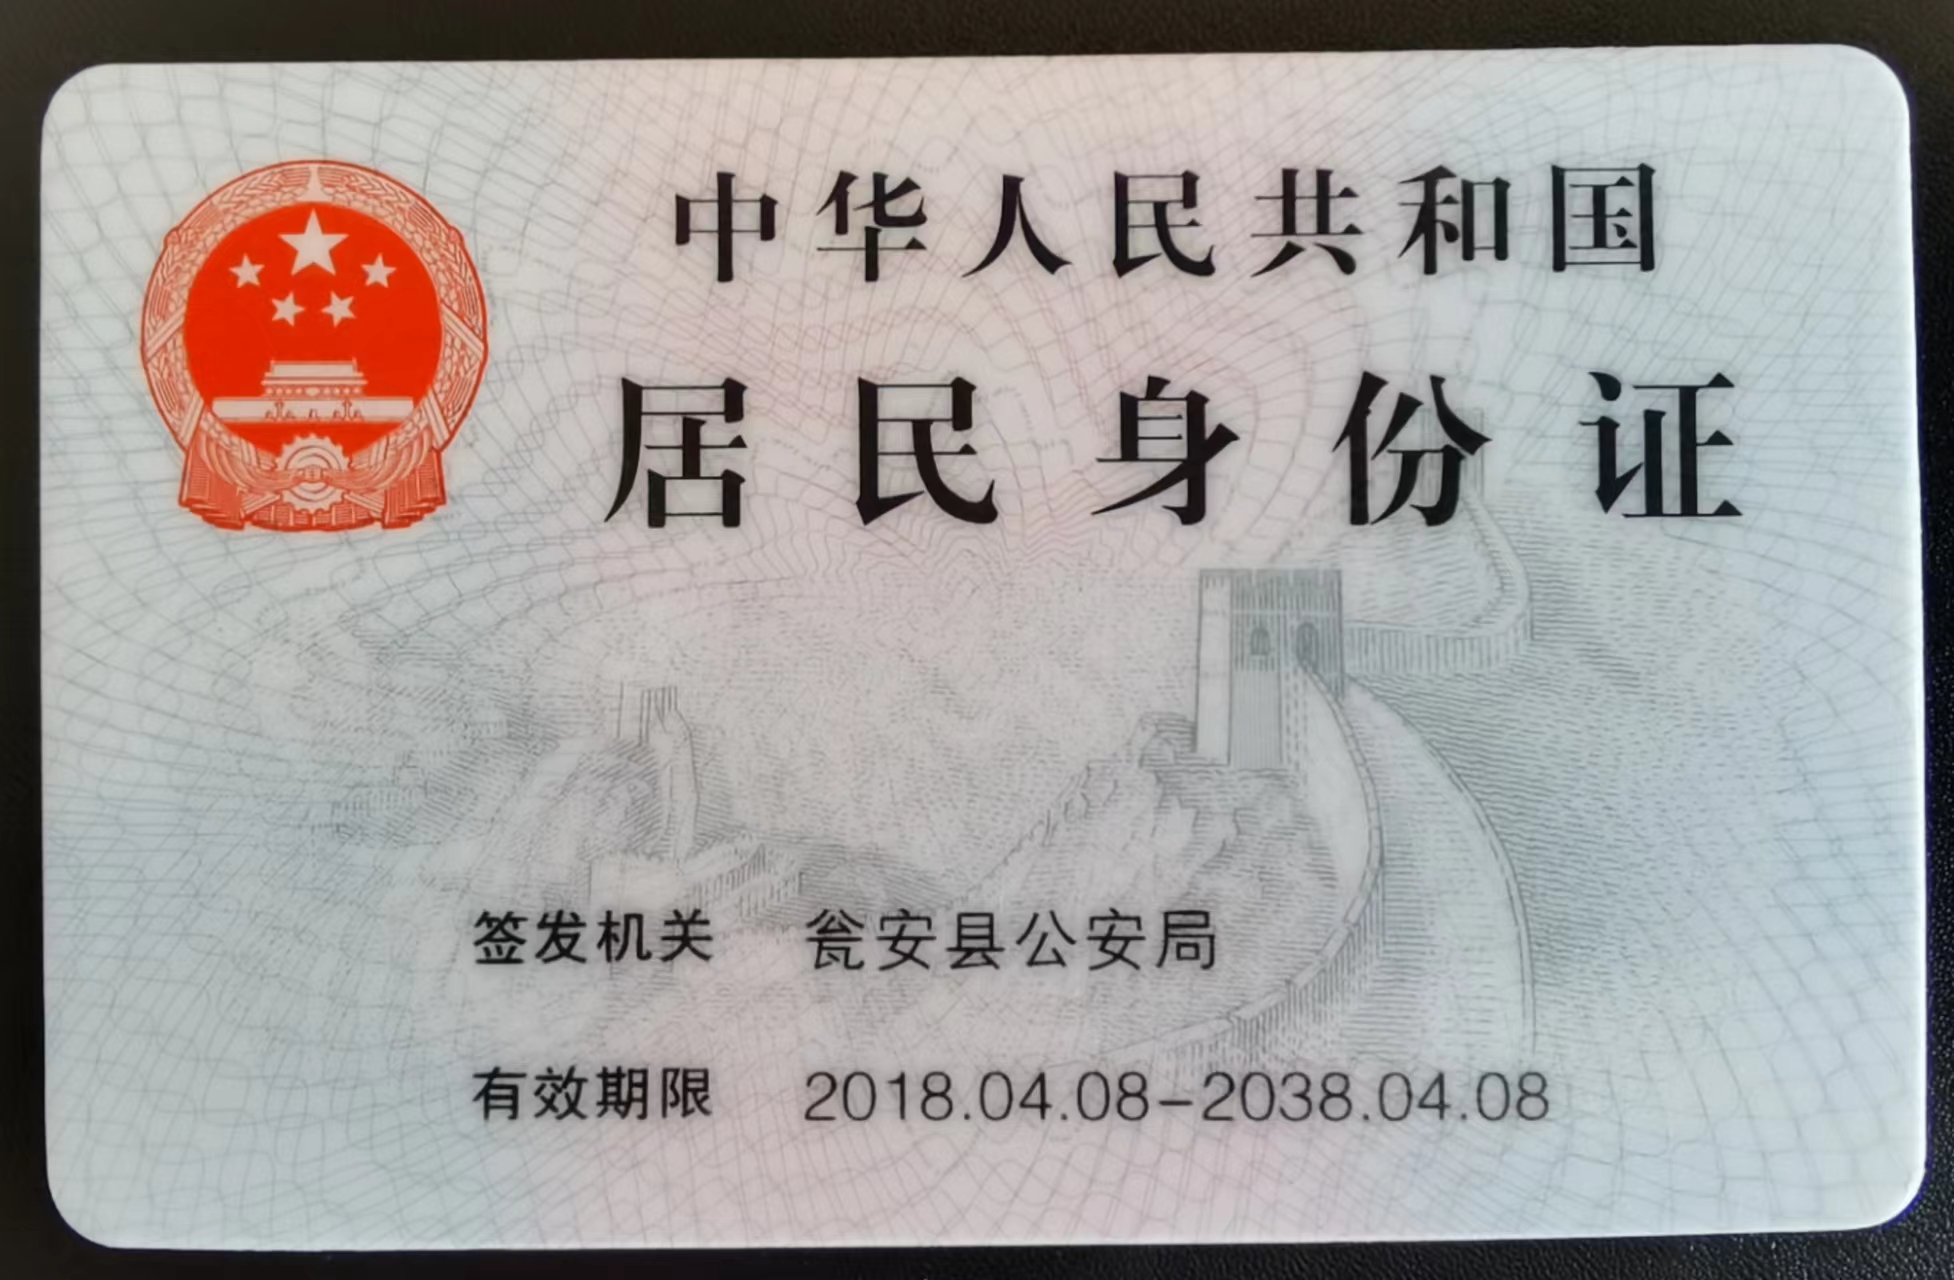 中华人民共和国
居民身份证
签发机关 瓮安县公安局
有效期限 2018.04.08-2038.04.08